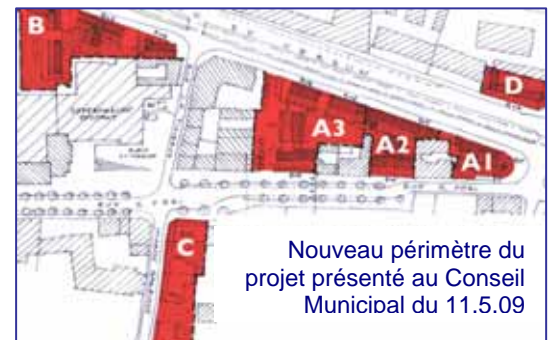 B
D
A3
A2
A1
C
Nouveau périmètre du
projet présenté au Conseil
Municipal du 11.5.09